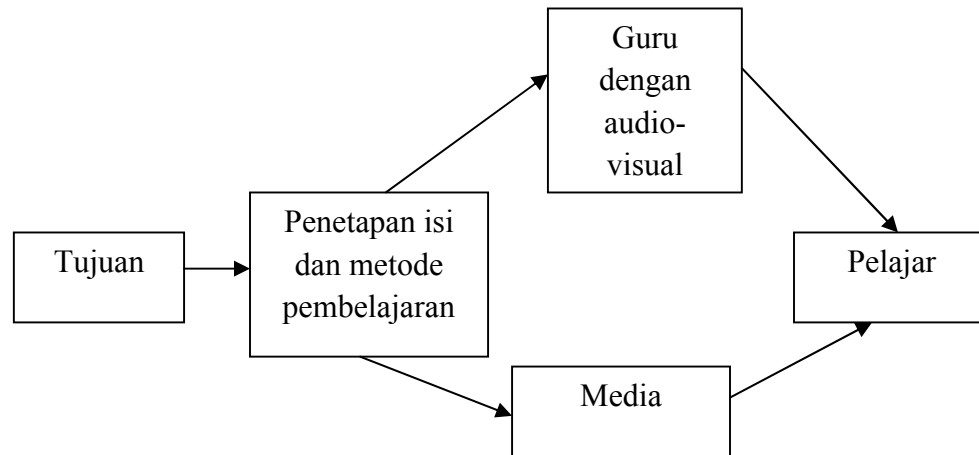 Tujuan
Penetapan isi
dan metode
pembelajaran
Guru
dengan
audio-
visual
Media
Pelajar